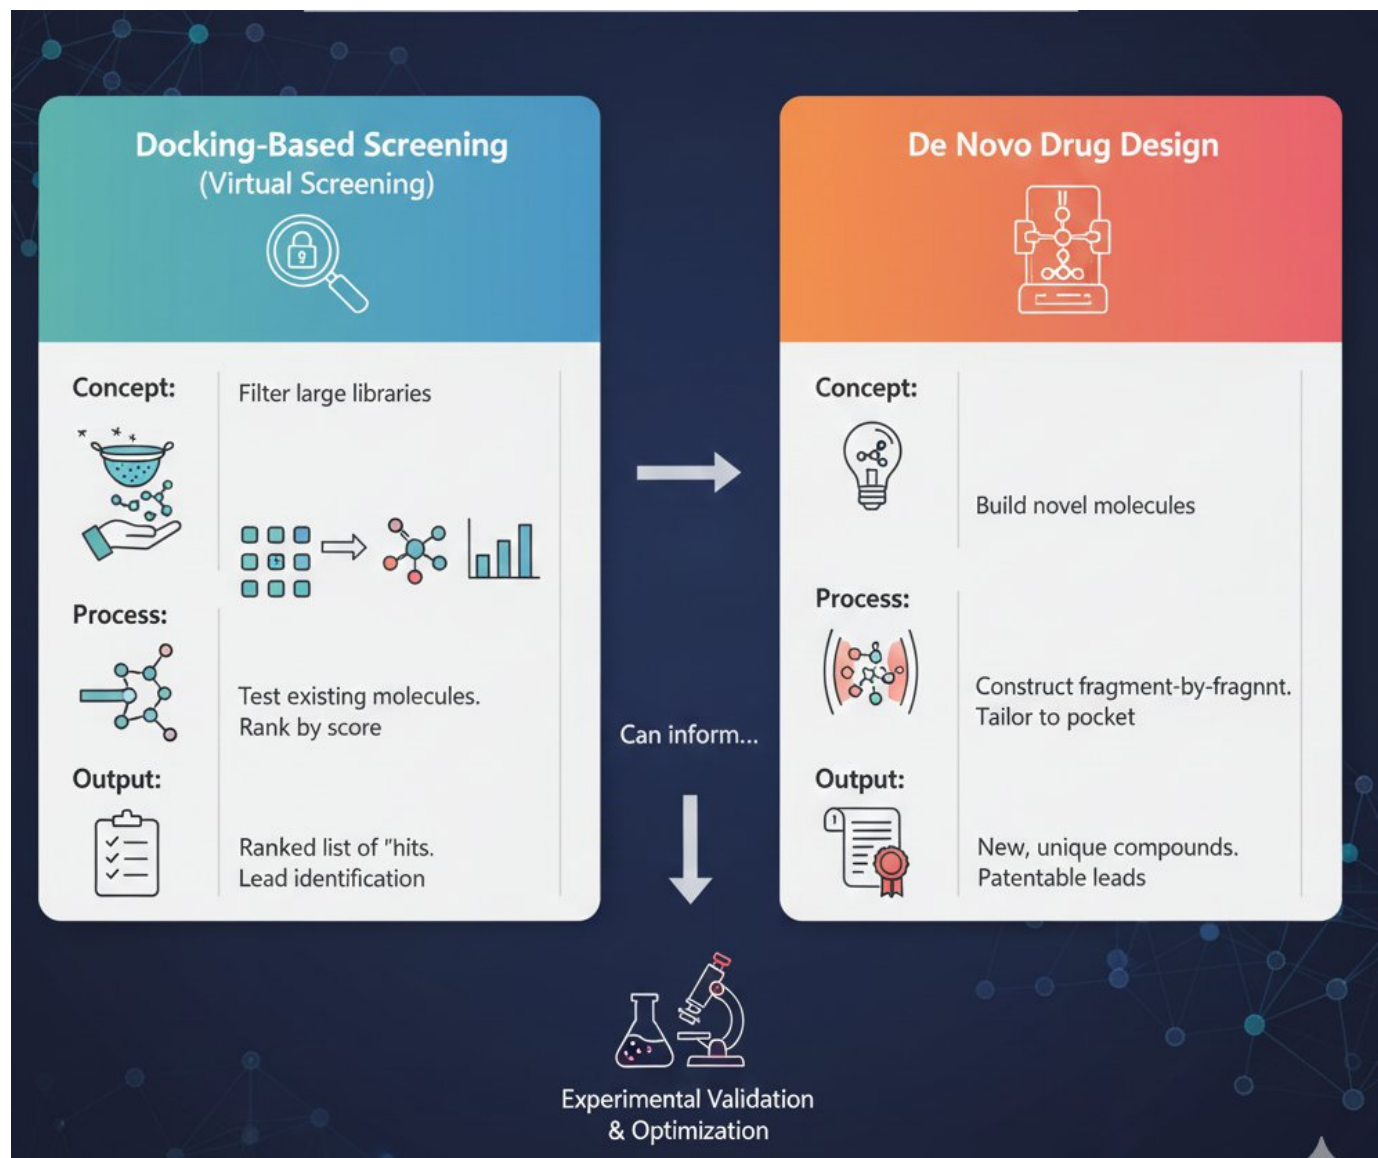 Docking-Based Screening
(Virtual Screening)
Concept:
Filter large libraries
Process:
Test existing molecules.
Rank by score
Output:
Ranked list of "hits.
Lead identification
Can inform...
De Novo Drug Design
Concept:
Build novel molecules
Process:
Construct fragment-by-fragnnt.
Tailor to pocket
Output:
New, unique compounds.
Patentable leads
Experimental Validation
& Optimization